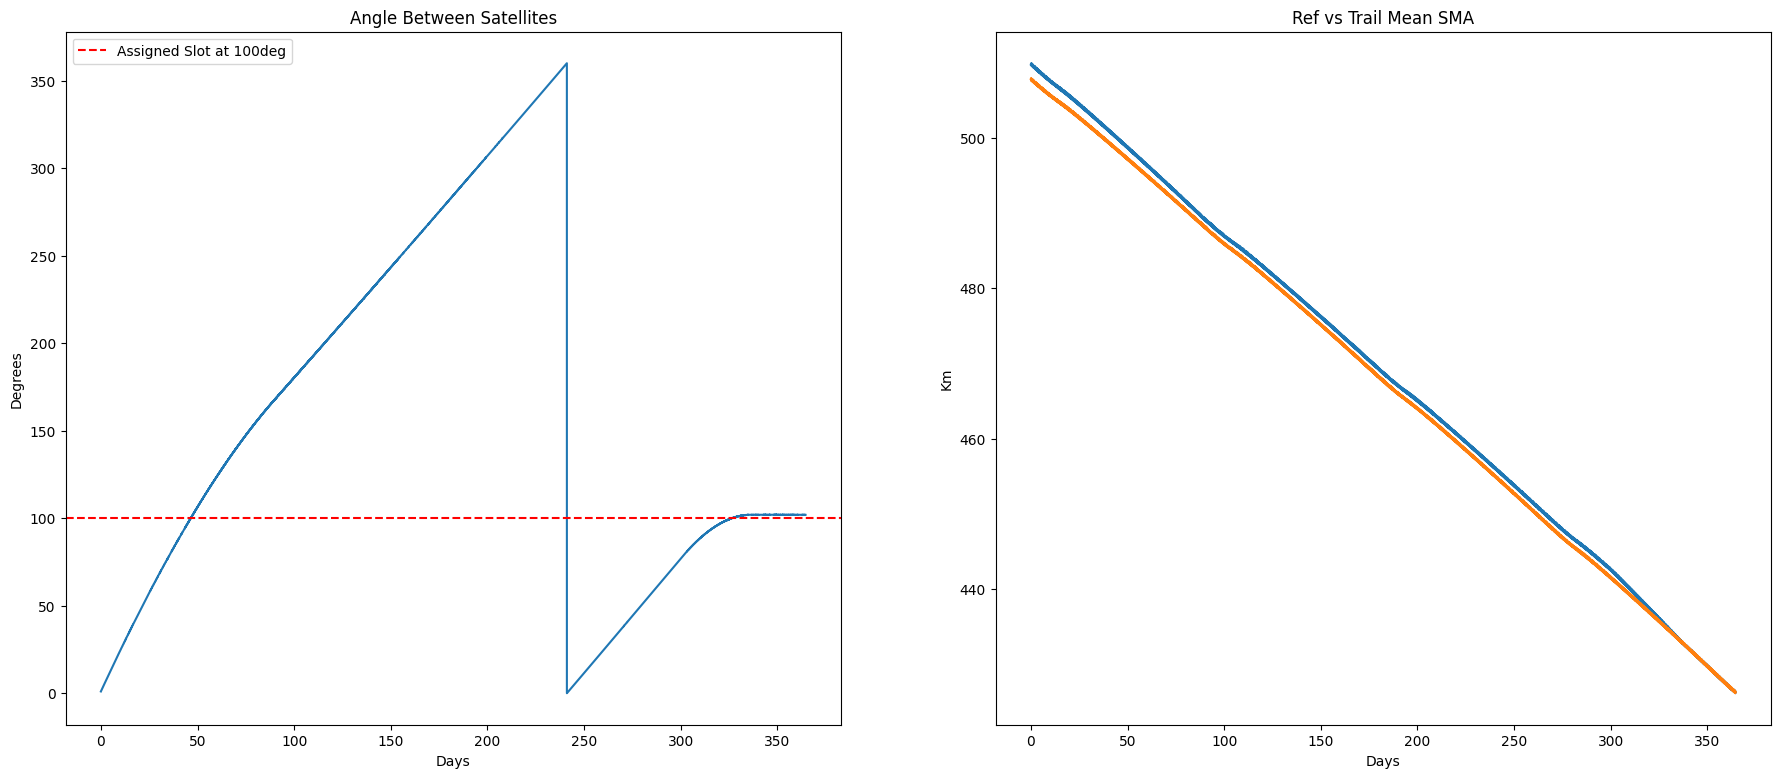 Angle Between Satellites
Assigned Slot at 100deg
350
300
250
200
150
100
50
0
Degrees
0 50 100 150 200 250 300 350
Days
Ref vs Trail Mean SMA
500
480
460
440
Km
0 50 100 150 200 250 300 350
Days